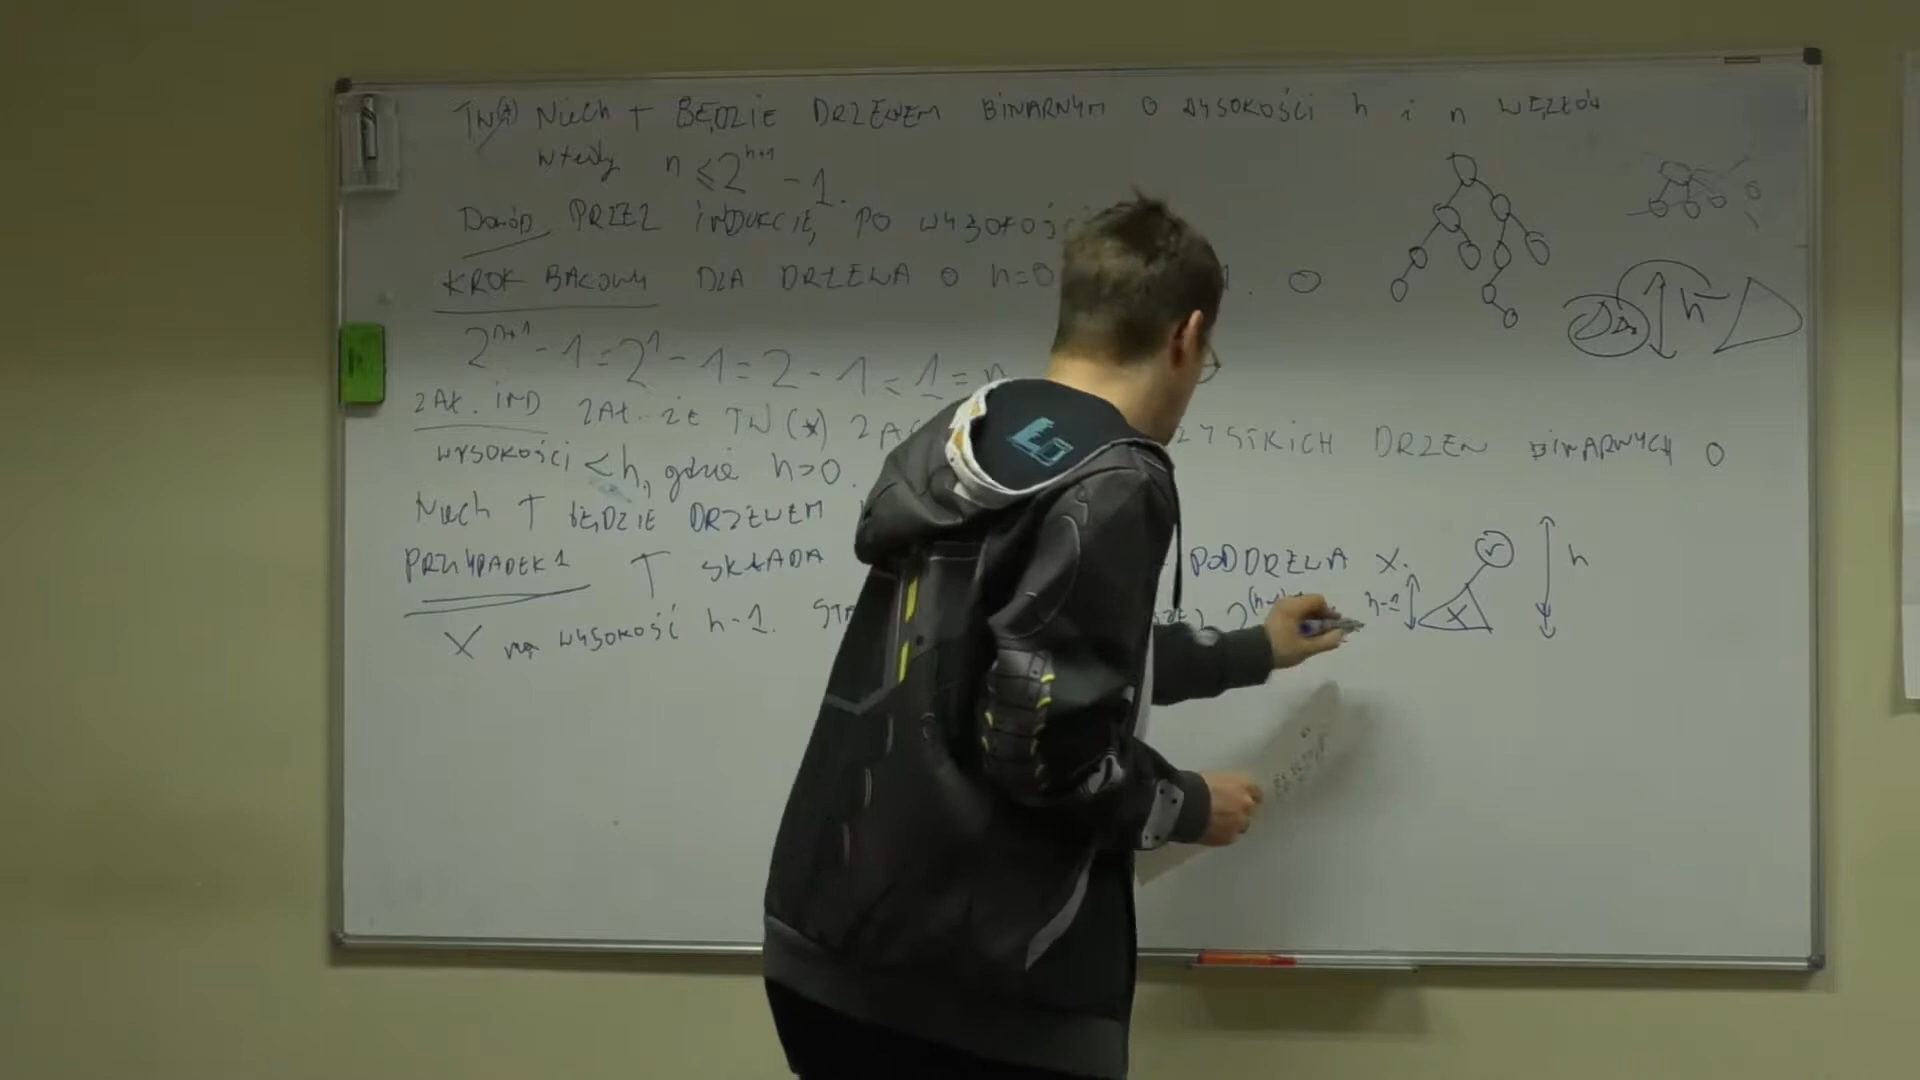 TW(*) Niech T BĘDZIE DRZEWEM BINARNYM O WYSOKOŚCI h i n WĘZŁÓW
wtedy n ≤ 2^{h+1} - 1.
Dowód PRZEZ INDUKCJĘ PO WYSOKOŚCI
KROK BAZOWY DLA DRZEWA O h=0
2^{h+1} - 1 = 2^1 - 1 = 2 - 1 = 1 = n
ZAŁ. IND ZAŁ. ŻE TW (*) DRZEW BINARNYCH O
WYSOKOŚCI < h, gdzie h>0.
Niech T BĘDZIE DRZEWEM
PRZYPADEK 1 T SKŁADA PODDRZEWA X.
X ma WYSOKOŚĆ h-1.
h
r
h
h-1
X